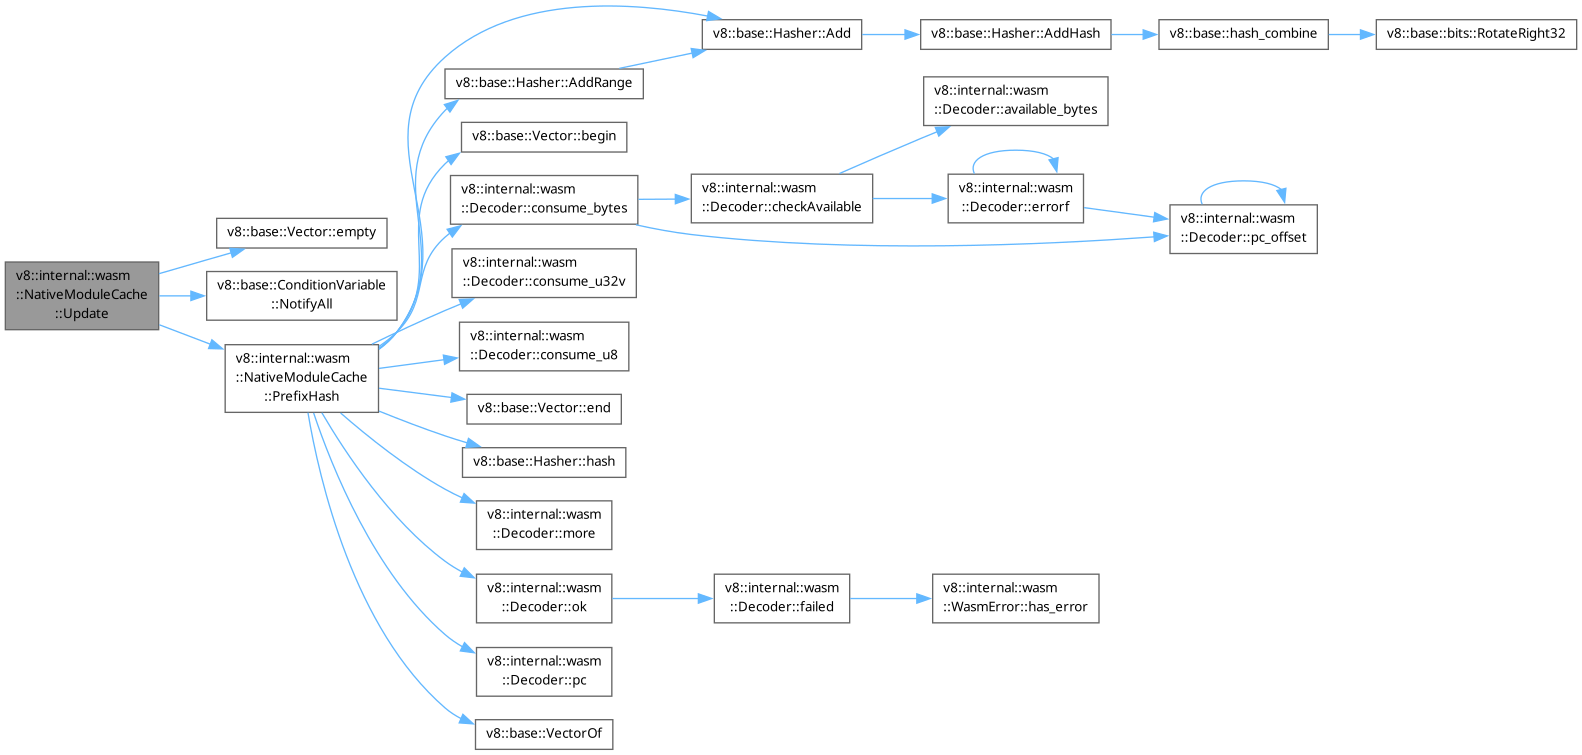 v8::internal::wasm
::NativeModuleCache
::Update
v8::base::Vector::empty
v8::base::ConditionVariable
::NotifyAll
v8::internal::wasm
::NativeModuleCache
::PrefixHash
v8::base::Hasher::Add
v8::base::Hasher::AddHash
v8::base::hash_combine
v8::base::bits::RotateRight32
v8::base::Hasher::AddRange
v8::base::Vector::begin
v8::internal::wasm
::Decoder::consume_bytes
v8::internal::wasm
::Decoder::checkAvailable
v8::internal::wasm
::Decoder::available_bytes
v8::internal::wasm
::Decoder::errorf
v8::internal::wasm
::Decoder::pc_offset
v8::internal::wasm
::Decoder::consume_u32v
v8::internal::wasm
::Decoder::consume_u8
v8::base::Vector::end
v8::base::Hasher::hash
v8::internal::wasm
::Decoder::more
v8::internal::wasm
::Decoder::ok
v8::internal::wasm
::Decoder::failed
v8::internal::wasm
::WasmError::has_error
v8::internal::wasm
::Decoder::pc
v8::base::VectorOf